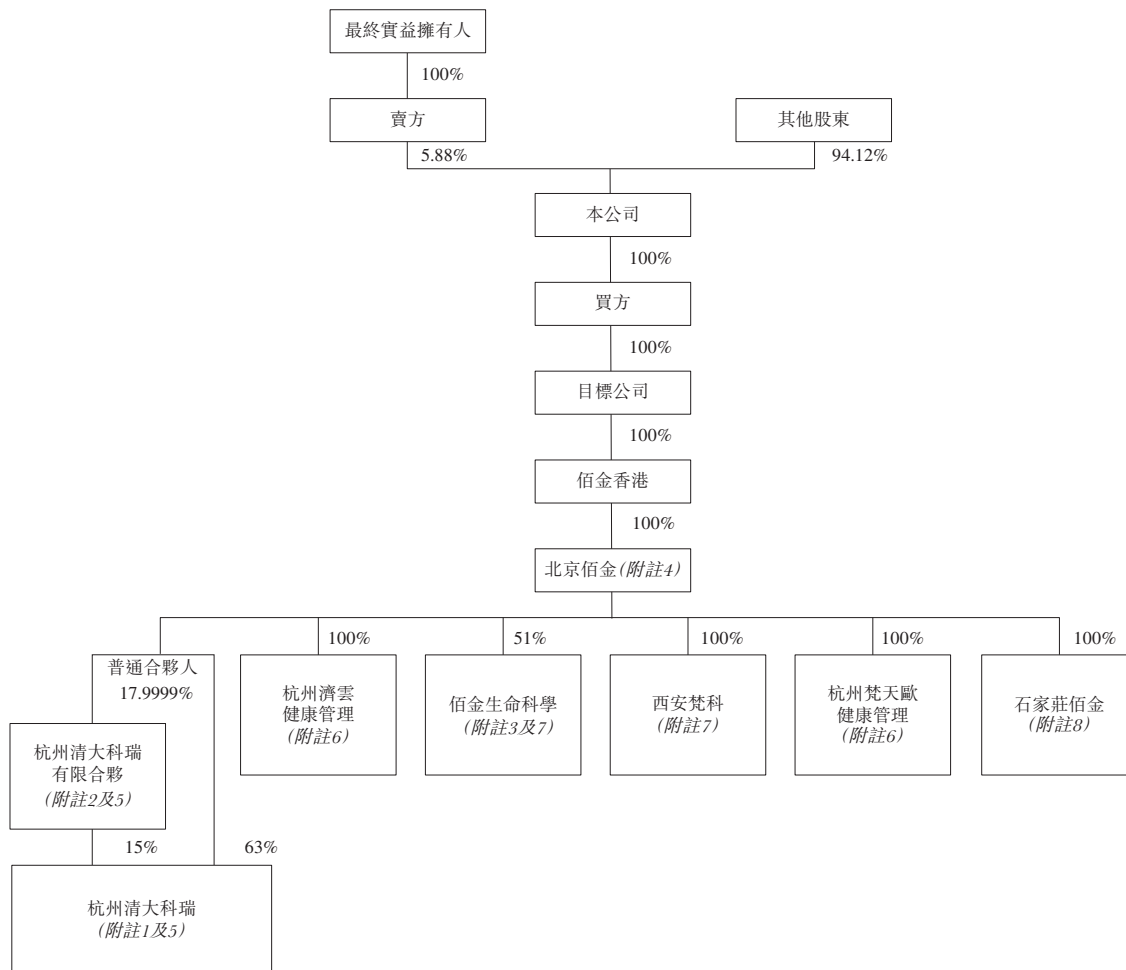 最終實益擁有人
100%
賣方
其他股東
5.88%
94.12%
本公司
100%
買方
100%
目標公司
100%
佰金香港
100%
北京佰金(附註4)
普通合夥人
17.9999%
100%
51%
100%
100%
100%
杭州清大科瑞
有限合夥
(附註2及5)
杭州濟雲
健康管理
(附註6)
佰金生命科學
(附註3及7)
西安梵科
(附註7)
杭州梵天歐
健康管理
(附註6)
石家莊佰金
(附註8)
15%
63%
杭州清大科瑞
(附註1及5)